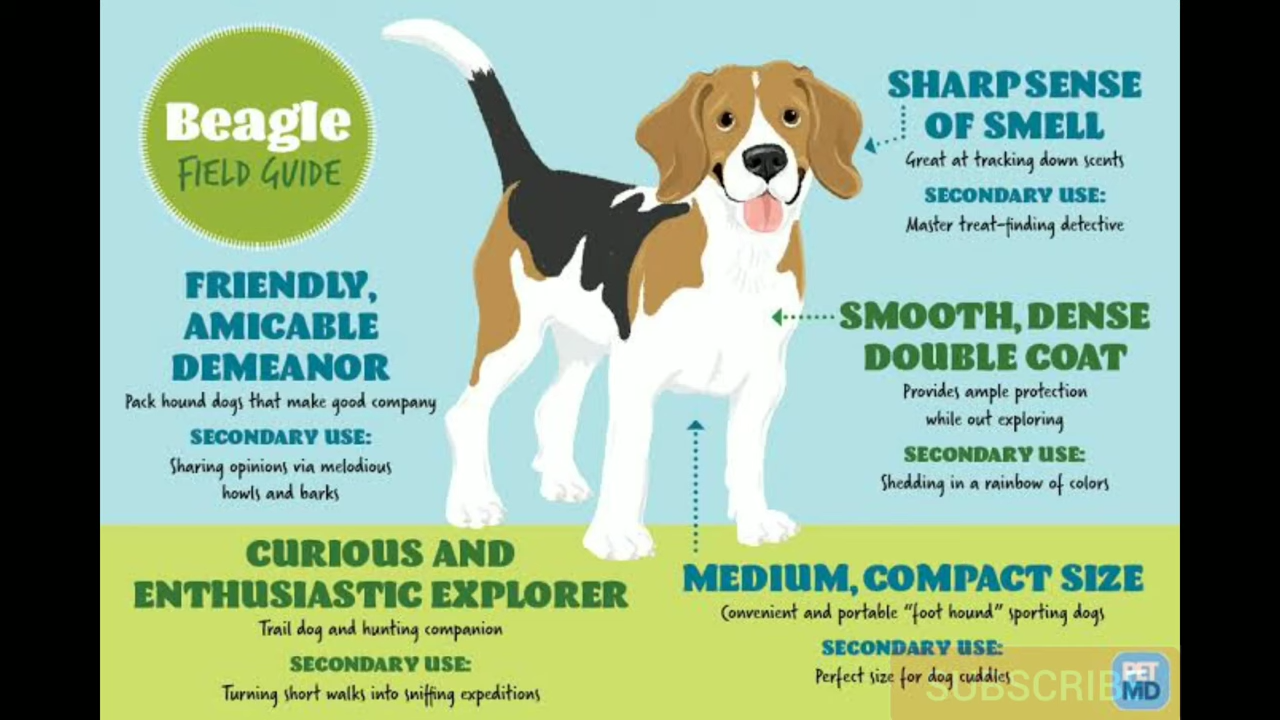 Beagle
FIELD GUIDE
FRIENDLY,
AMICABLE
DEMEANOR
Pack hound dogs that make good company
SECONDARY USE:
Sharing opinions via melodious
howls and barks
SHARP SENSE
OF SMELL
Great at tracking down scents
SECONDARY USE:
Master treat-finding detective
SMOOTH, DENSE
DOUBLE COAT
Provides ample protection
while out exploring
SECONDARY USE:
Shedding in a rainbow of colors
CURIOUS AND
ENTHUSIASTIC EXPLORER
Trail dog and hunting companion
SECONDARY USE:
Turning short walks into sniffing expeditions
MEDIUM, COMPACT SIZE
Convenient and portable “foot hound” sporting dogs
SECONDARY USE:
Perfect size for dog cuddles
SUBSCRIB
PET
MD